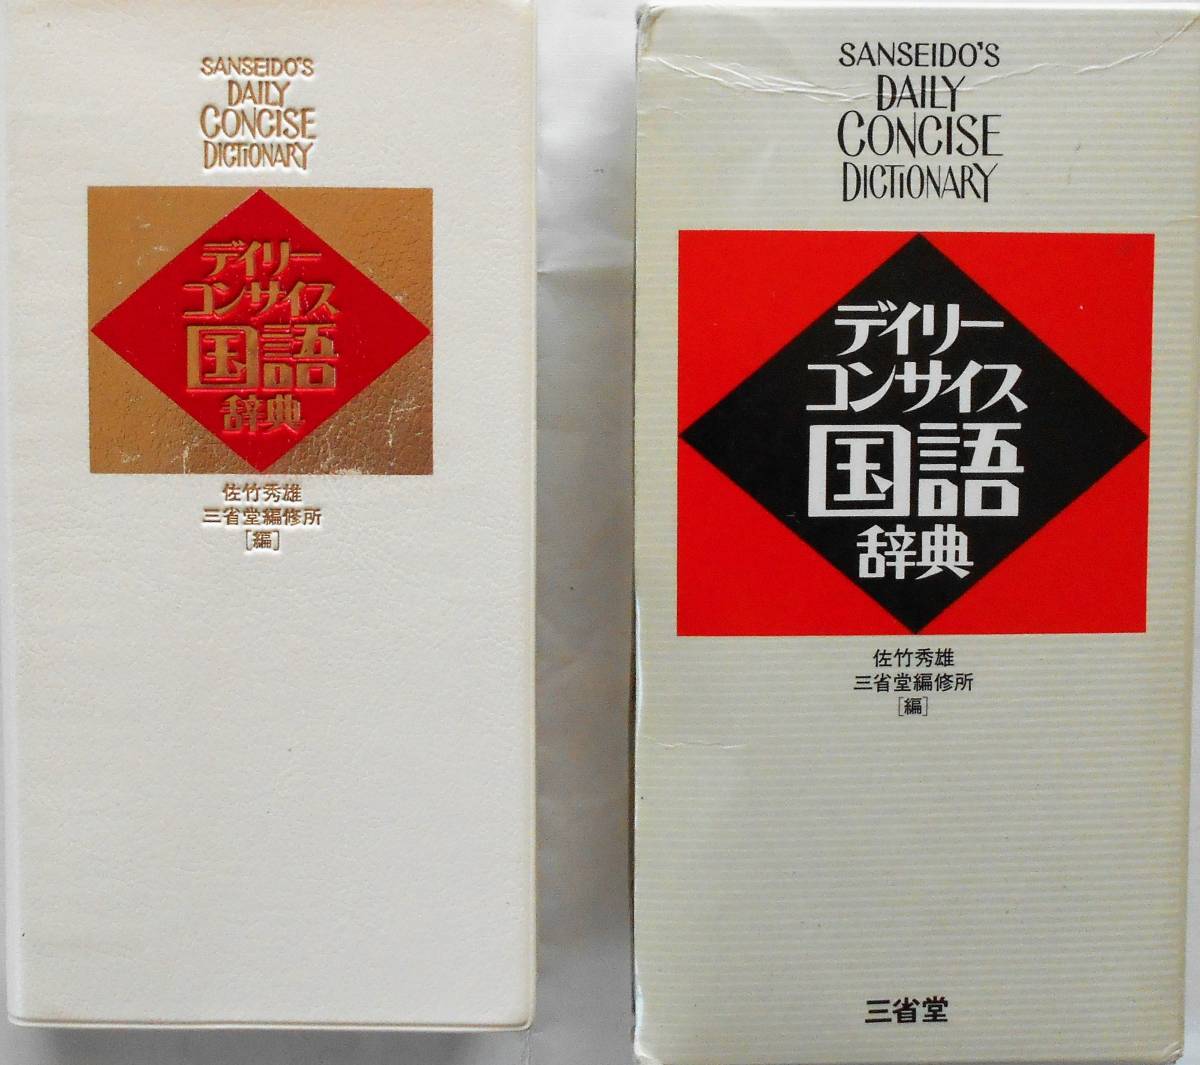 SANSEIDO'S
DAILY
CONCISE
DICTIONARY
デイリー
コンサイス
国語
辞典
佐竹秀雄
三省堂編修所
[編]
SANSEIDO'S
DAILY
CONCISE
DICTIONARY
デイリー
コンサイス
国語
辞典
佐竹秀雄
三省堂編修所
[編]
三省堂